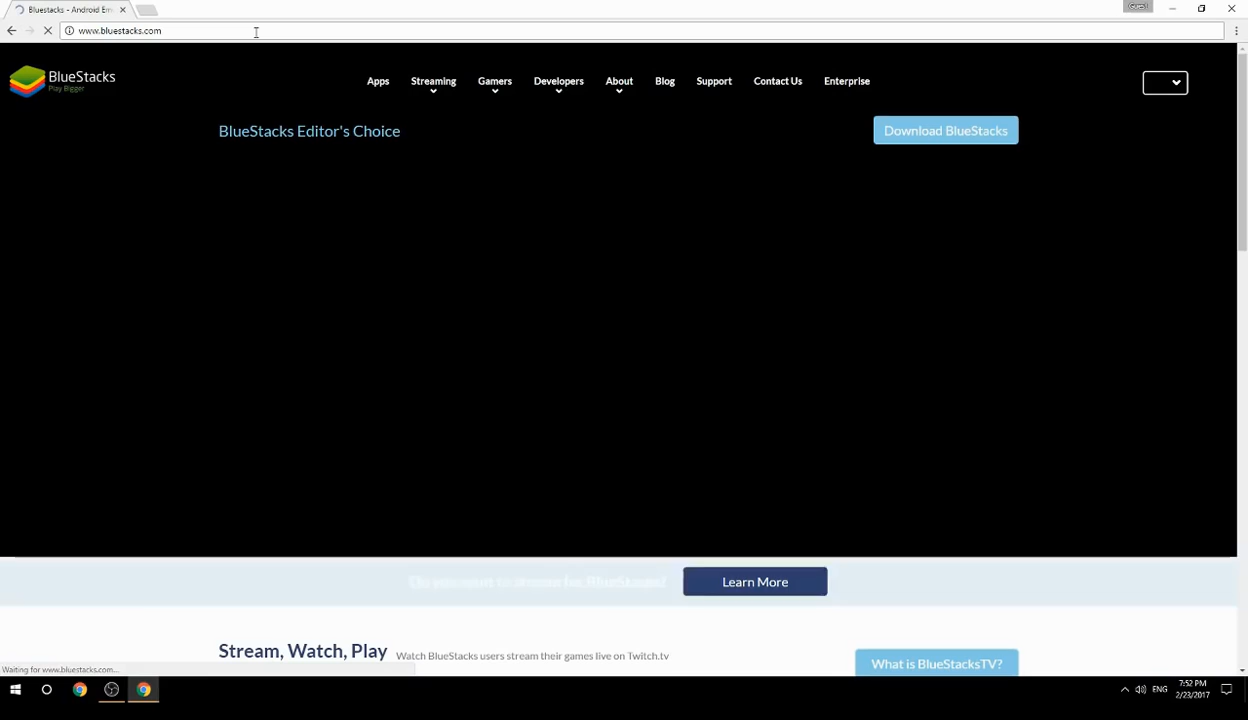 Bluestacks - Android Em
Guest
www.bluestacks.com
BlueStacks
Play Bigger
Apps
Streaming
Gamers
Developers
About
Blog
Support
Contact Us
Enterprise
BlueStacks Editor's Choice
Download BlueStacks
Learn More
Stream, Watch, Play
Watch BlueStacks users stream their games live on Twitch.tv
What is BlueStacksTV?
Waiting for www.bluestacks.com...
ENG
7:52 PM
2/23/2017